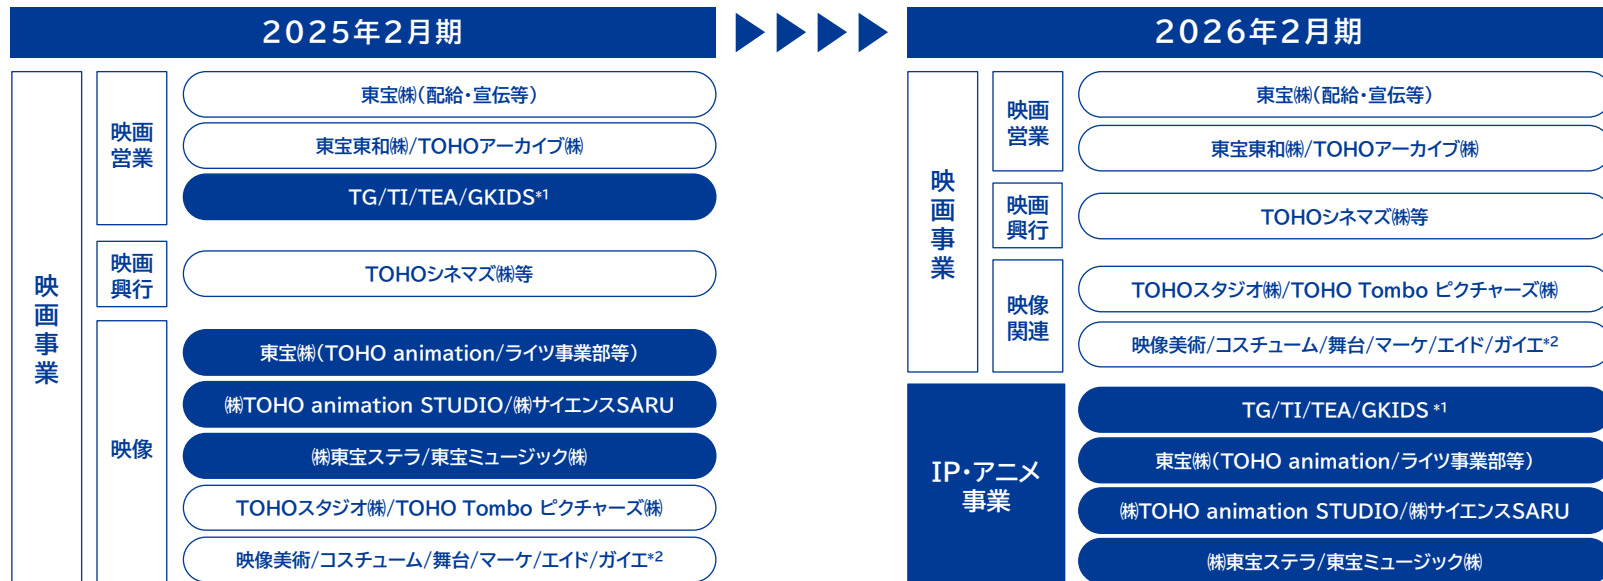 2025年2月期
映画事業
映画
営業
東宝㈱(配給・宣伝等)
東宝東和㈱/TOHOアーカイブ㈱
TG/TI/TEA/GKIDS*1
映画
興行
TOHOシネマズ㈱等
映像
東宝㈱(TOHO animation/ライツ事業部等)
㈱TOHO animation STUDIO/㈱サイエンスSARU
㈱東宝ステラ/東宝ミュージック㈱
TOHOスタジオ㈱/TOHO Tombo ピクチャーズ㈱
映像美術/コスチューム/舞台/マーケ/エイド/ガイエ*2
2026年2月期
映画事業
映画
営業
東宝㈱(配給・宣伝等)
東宝東和㈱/TOHOアーカイブ㈱
映画
興行
TOHOシネマズ㈱等
映像
関連
TOHOスタジオ㈱/TOHO Tombo ピクチャーズ㈱
映像美術/コスチューム/舞台/マーケ/エイド/ガイエ*2
IP・アニメ
事業
TG/TI/TEA/GKIDS *1
東宝㈱(TOHO animation/ライツ事業部等)
㈱TOHO animation STUDIO/㈱サイエンスSARU
㈱東宝ステラ/東宝ミュージック㈱